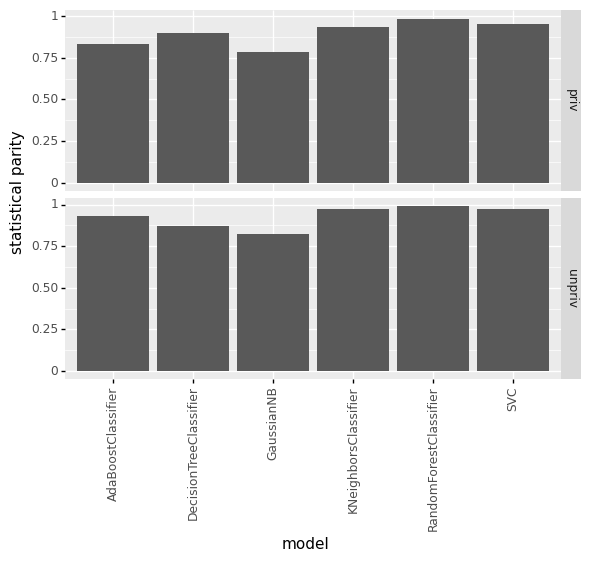 statistical parity
1
0.75
0.50
0.25
0
priv
1
0.75
0.50
0.25
0
unpriv
AdaBoostClassifier
DecisionTreeClassifier
GaussianNB
KNeighborsClassifier
RandomForestClassifier
SVC
model